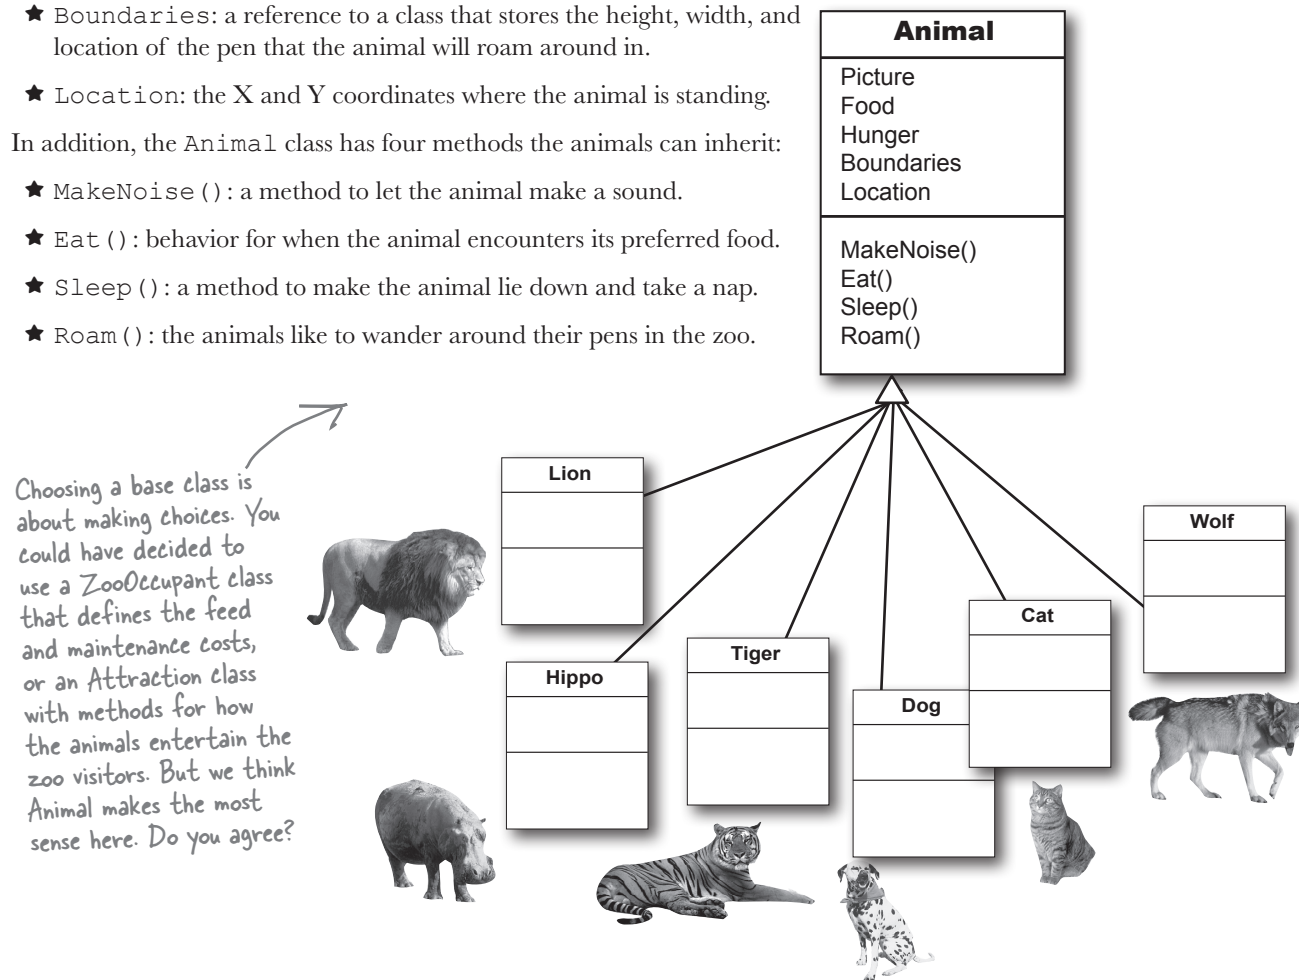 ★ Boundaries: a reference to a class that stores the height, width, and
location of the pen that the animal will roam around in.
★ Location: the X and Y coordinates where the animal is standing.
In addition, the Animal class has four methods the animals can inherit:
★ MakeNoise(): a method to let the animal make a sound.
★ Eat(): behavior for when the animal encounters its preferred food.
★ Sleep(): a method to make the animal lie down and take a nap.
★ Roam(): the animals like to wander around their pens in the zoo.
Animal
Picture
Food
Hunger
Boundaries
Location
MakeNoise()
Eat()
Sleep()
Roam()
Choosing a base class is
about making choices. You
could have decided to
use a ZooOccupant class
that defines the feed
and maintenance costs,
or an Attraction class
with methods for how
the animals entertain the
zoo visitors. But we think
Animal makes the most
sense here. Do you agree?
Lion
Hippo
Tiger
Dog
Cat
Wolf